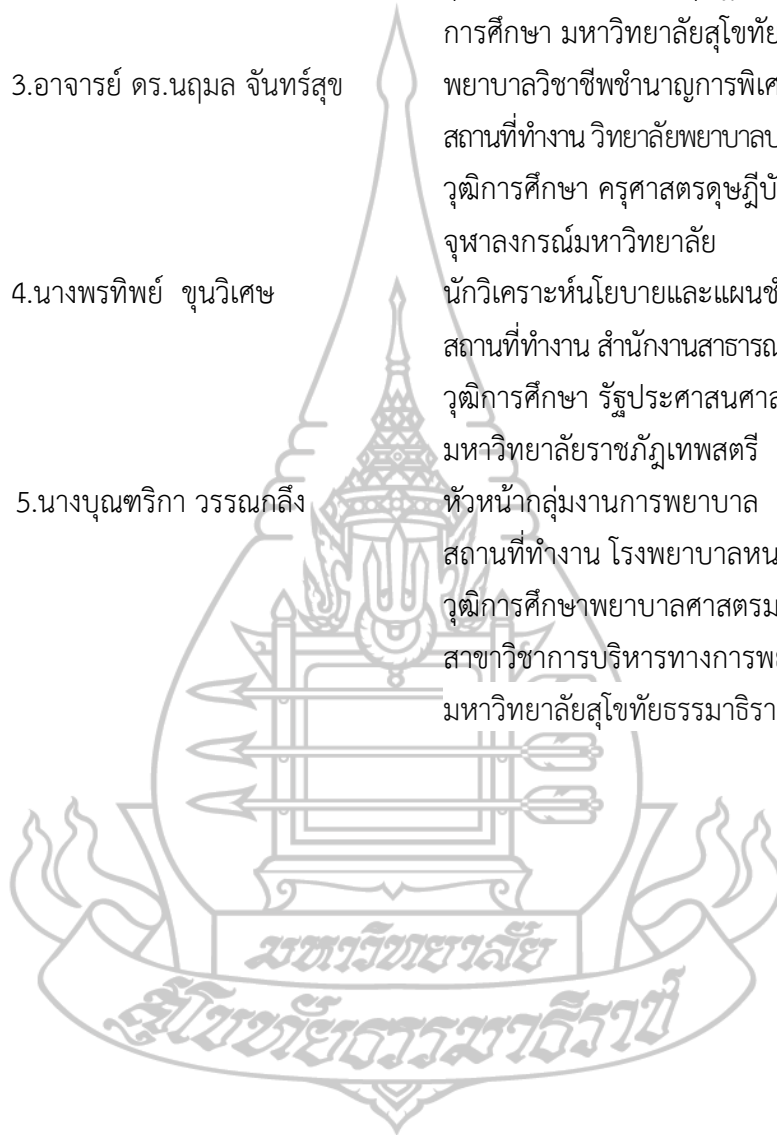 การศึกษา มหาวิทยาลัยสุโขทัย
3.อาจารย์ ดร.นฤมล จันทร์สุข พยาบาลวิชาชีพชำนาญการพิเศ
สถานที่ทำงาน วิทยาลัยพยาบาลบ
วุฒิการศึกษา ครุศาสตรดุษฎีบั
จุฬาลงกรณ์มหาวิทยาลัย
4.นางพรทิพย์ ขุนวิเศษ นักวิเคราะห์นโยบายและแผนชำ
สถานที่ทำงาน สำนักงานสาธารณ
วุฒิการศึกษา รัฐประศาสนศาส
มหาวิทยาลัยราชภัฎเทพสตรี
5.นางบุณฑริกา วรรณกลึง หัวหน้ากลุ่มงานการพยาบาล
สถานที่ทำงาน โรงพยาบาลหน
วุฒิการศึกษาพยาบาลศาสตรม
สาขาวิชาการบริหารทางการพย
มหาวิทยาลัยสุโขทัยธรรมาธิรา
มหาวิทยาลัย
สุโขทัยธรรมาธิราช